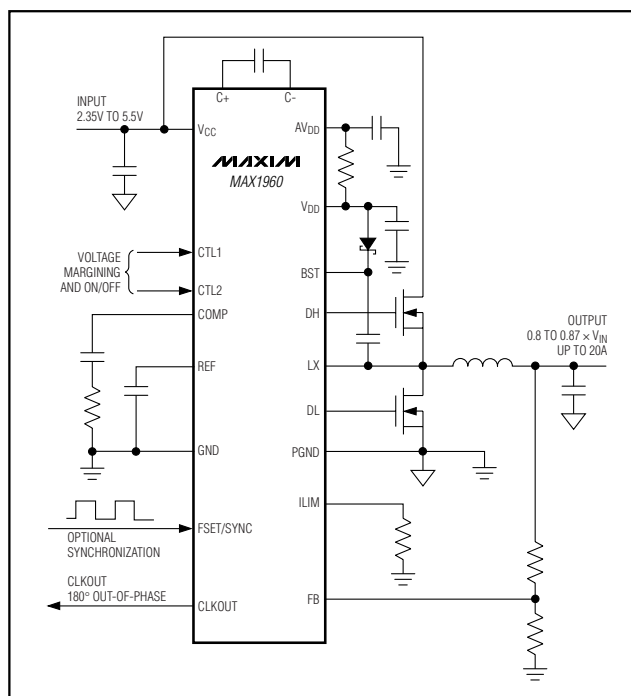 C+
C-
INPUT
2.35V TO 5.5V
VCC
AVDD
MAXIM
MAX1960
VDD
VOLTAGE
MARGINING
AND ON/OFF
CTL1
CTL2
BST
COMP
DH
OUTPUT
0.8 TO 0.87 × VIN
UP TO 20A
REF
LX
DL
GND
PGND
ILIM
FSET/SYNC
OPTIONAL
SYNCHRONIZATION
CLKOUT
180° OUT-OF-PHASE
CLKOUT
FB